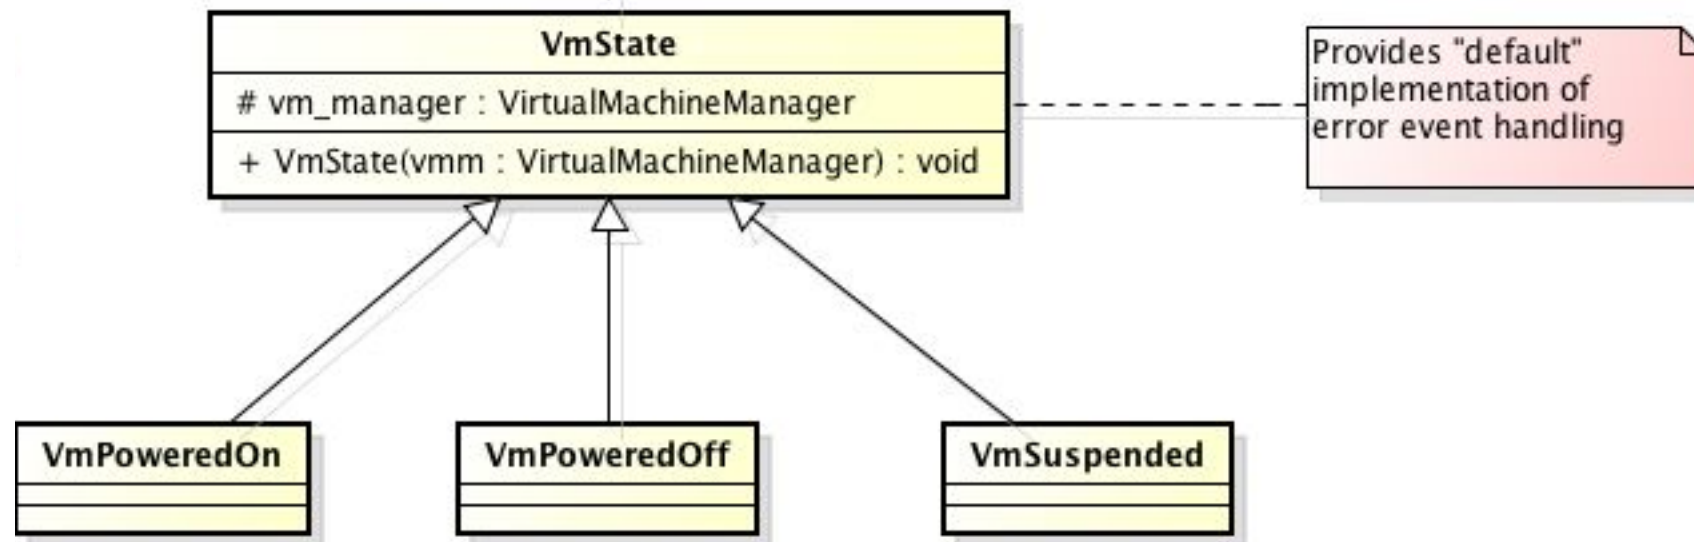 VmState
# vm_manager : VirtualMachineManager
+ VmState(vmm : VirtualMachineManager) : void
Provides "default"
implementation of
error event handling
VmPoweredOn
VmPoweredOff
VmSuspended